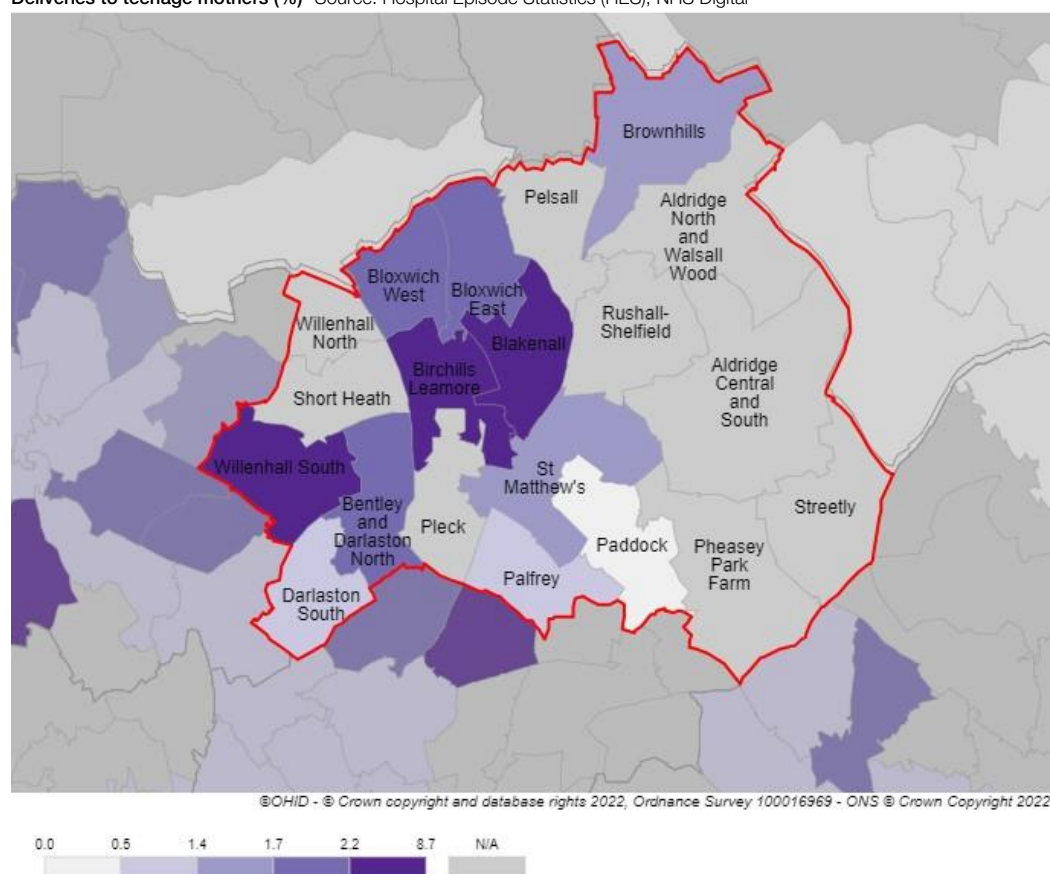 Deliveries to teenage mothers (%) Source: Hospital Episode Statistics (HES), NHS Digital
Brownhills
Pelsall
Aldridge
North
and
Walsall
Wood
Bloxwich
West
Bloxwich
East
Rushall-
Shelfield
Willenhall
North
Blakenall
Birchills
Leamore
Aldridge
Central
and
South
Short Heath
Willenhall South
St
Matthew's
Bentley
and
Darlaston
North
Pleck
Streetly
Paddock
Pheasey
Park
Farm
Palfrey
Darlaston
South
©OHID - © Crown copyright and database rights 2022, Ordnance Survey 100016969 - ONS © Crown Copyright 2022
0.0 0.5 1.4 1.7 2.2 8.7 N/A